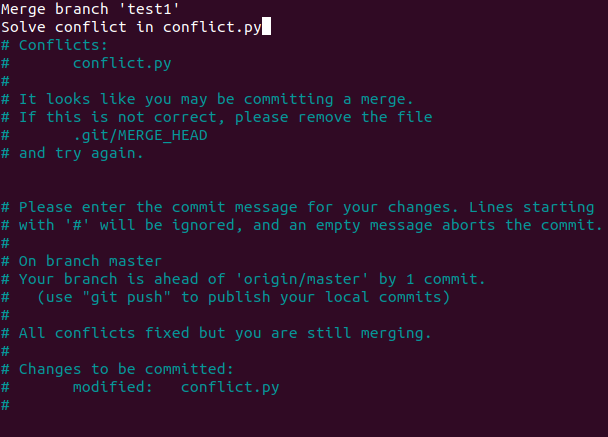 Merge branch 'test1'
Solve conflict in conflict.py
# Conflicts:
#       conflict.py
#
# It looks like you may be committing a merge.
# If this is not correct, please remove the file
#       .git/MERGE_HEAD
# and try again.
# Please enter the commit message for your changes. Lines starting
# with '#' will be ignored, and an empty message aborts the commit.
#
# On branch master
# Your branch is ahead of 'origin/master' by 1 commit.
#   (use "git push" to publish your local commits)
#
# All conflicts fixed but you are still merging.
#
# Changes to be committed:
#       modified:   conflict.py
#